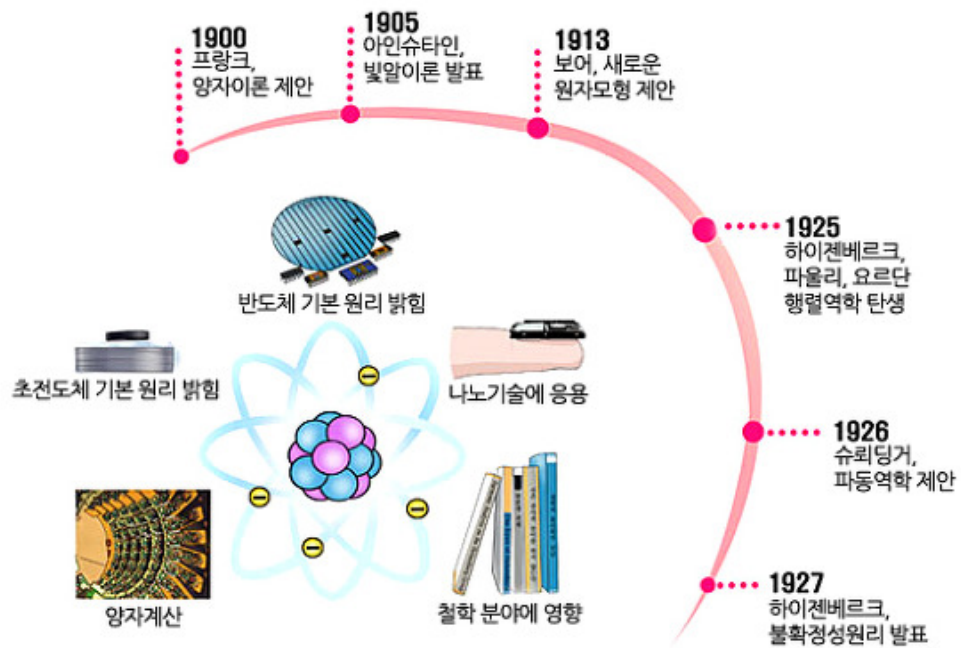 1900
프랑크,
양자이론 제안
1905
아인슈타인,
빛알이론 발표
1913
보어, 새로운
원자모형 제안
1925
하이젠베르크,
파울리, 요르단
행렬역학 탄생
1926
슈뢰딩거,
파동역학 제안
1927
하이젠베르크,
불확정성원리 발표
반도체 기본 원리 밝힘
초전도체 기본 원리 밝힘
나노기술에 응용
양자계산
철학 분야에 영향